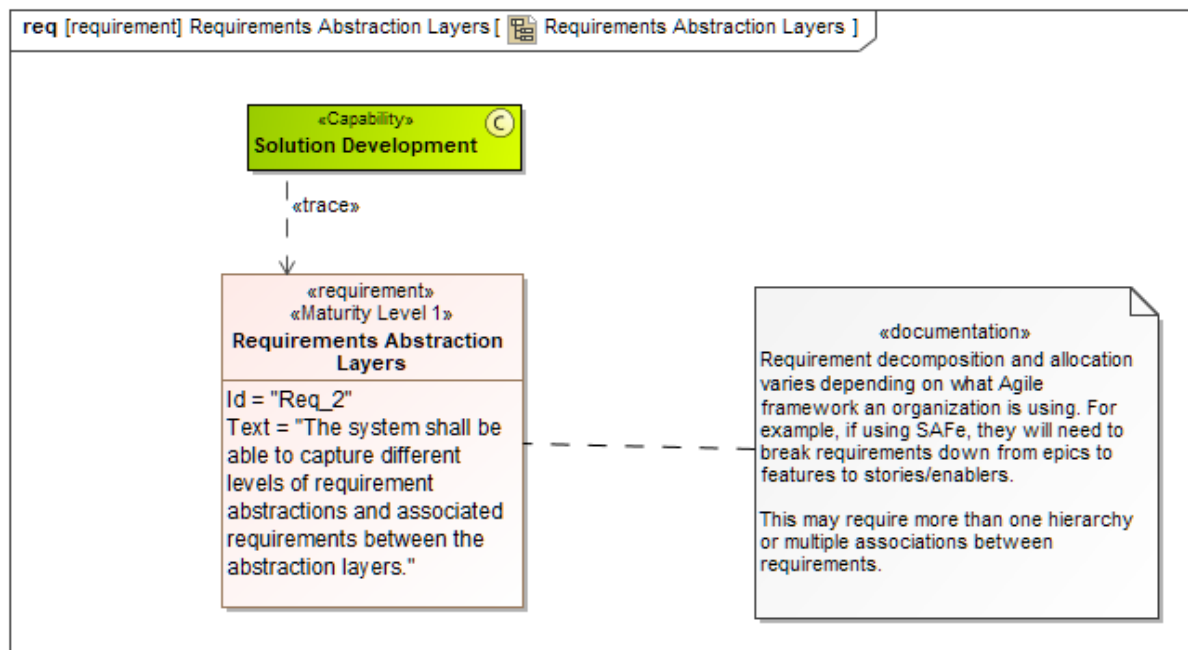 req [requirement] Requirements Abstraction Layers [ Requirements Abstraction Layers ]
«Capability»
C
Solution Development
«trace»
«requirement»
«Maturity Level 1»
Requirements Abstraction
Layers
Id = "Req_2"
Text = "The system shall be
able to capture different
levels of requirement
abstractions and associated
requirements between the
abstraction layers."
«documentation»
Requirement decomposition and allocation
varies depending on what Agile
framework an organization is using. For
example, if using SAFe, they will need to
break requirements down from epics to
features to stories/enablers.
This may require more than one hierarchy
or multiple associations between
requirements.